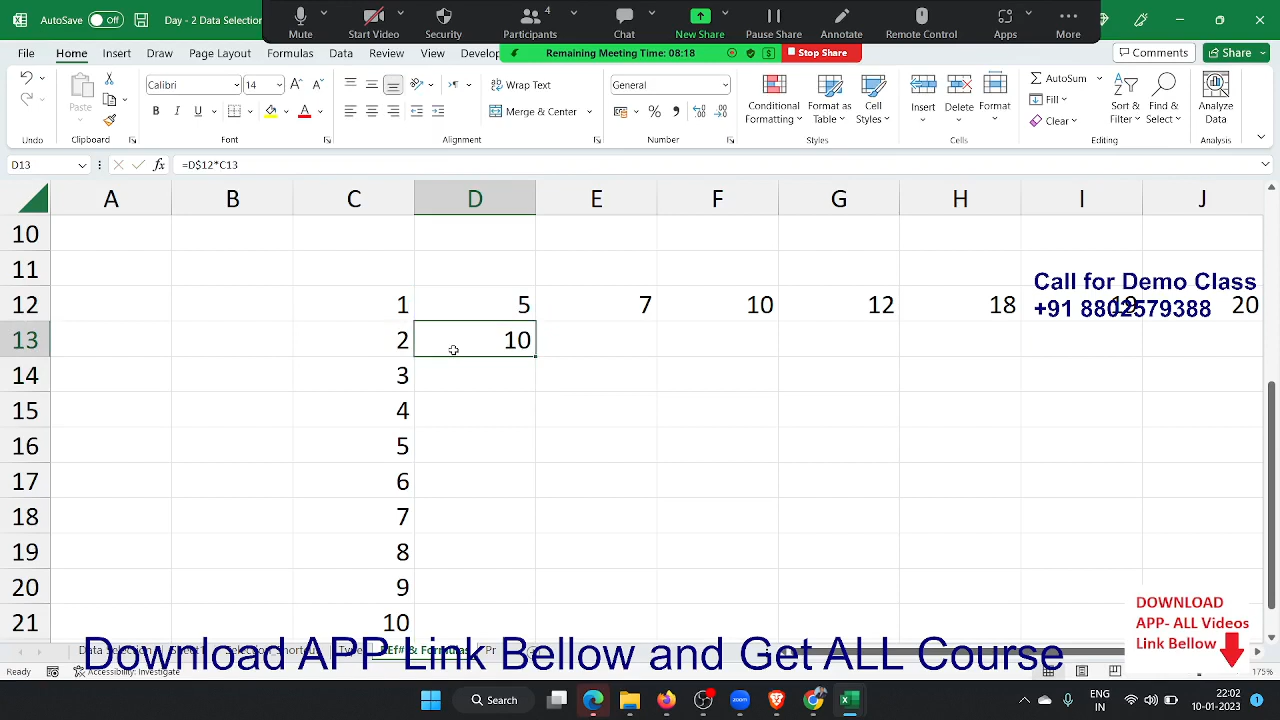 AutoSave Off
Day - 2 Data Selection
Mute
Start Video
Security
Participants
4
Chat
New Share
Pause Share
Annotate
Remote Control
Apps
More
File
Home
Insert
Draw
Page Layout
Formulas
Data
Review
View
Remaining Meeting Time: 08:18
Stop Share
Comments
Share
Undo
Paste
Clipboard
Calibri
14
B I U
Font
Wrap Text
Merge & Center
Alignment
General
Number
Conditional Formatting
Format as Table
Cell Styles
Styles
Insert
Delete
Format
Cells
AutoSum
Fill
Clear
Sort & Filter
Find & Select
Editing
Analyze Data
Analysis
D13
fx
=D$12*C13
A B C D E F G H I J
10
11
Call for Demo Class
12 1 5 7 10 12 18 19 20
+91 8802579388
13 2 10
14 3
15 4
16 5
17 6
18 7
19 8
20 9
21 10
DOWNLOAD
APP- ALL Videos
Link Bellow
Download APP Link Bellow and Get ALL Course
Ready
Accessibility: Investigate
175%
Search
ENG
IN
22:02
10-01-2023